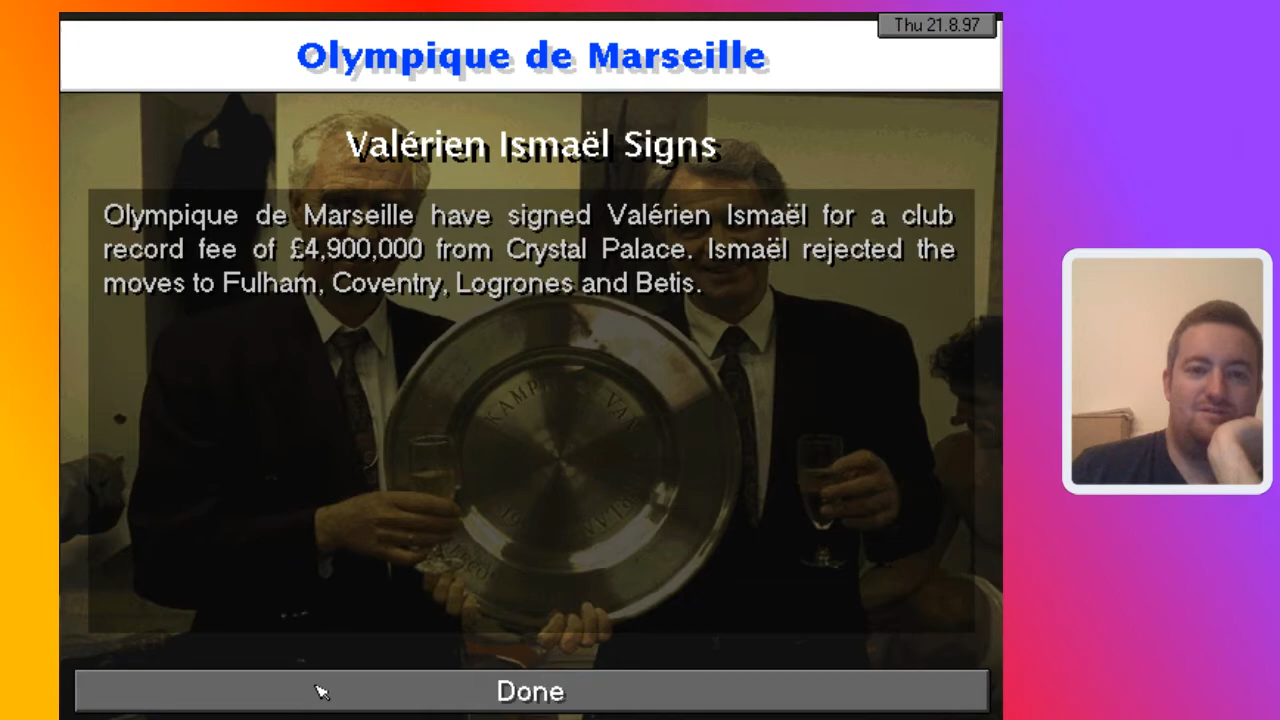 Thu 21.8.97
Olympique de Marseille
Valérien Ismaël Signs
Olympique de Marseille have signed Valérien Ismaël for a club
record fee of £4,900,000 from Crystal Palace. Ismaël rejected the
moves to Fulham, Coventry, Logrones and Betis.
KAMP VAN
Done